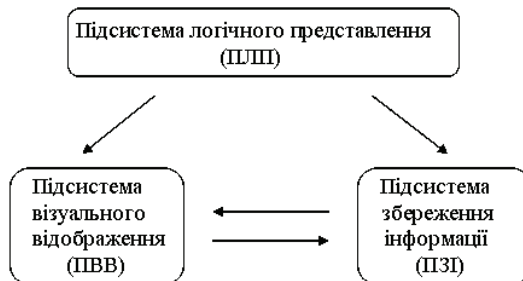 Підсистема логічного представлення
(ПЛП)
Підсистема
візуального
відображення
(ПВВ)
Підсистема
збереження
інформації
(ПЗІ)